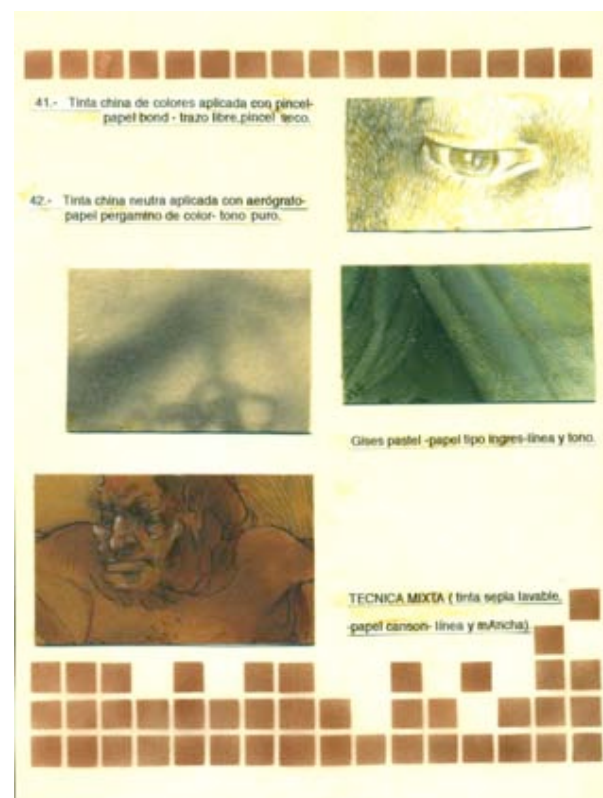 41.- Tinta china de colores aplicada con pincel-
papel bond - trazo libre,pincel seco.
42.- Tinta china neutra aplicada con aerógrafo-
papel pergamino de color- tono puro.
Gises pastel -papel tipo ingres-línea y tono.
TECNICA MIXTA ( tinta sepia lavable,
-papel canson- línea y mAncha)